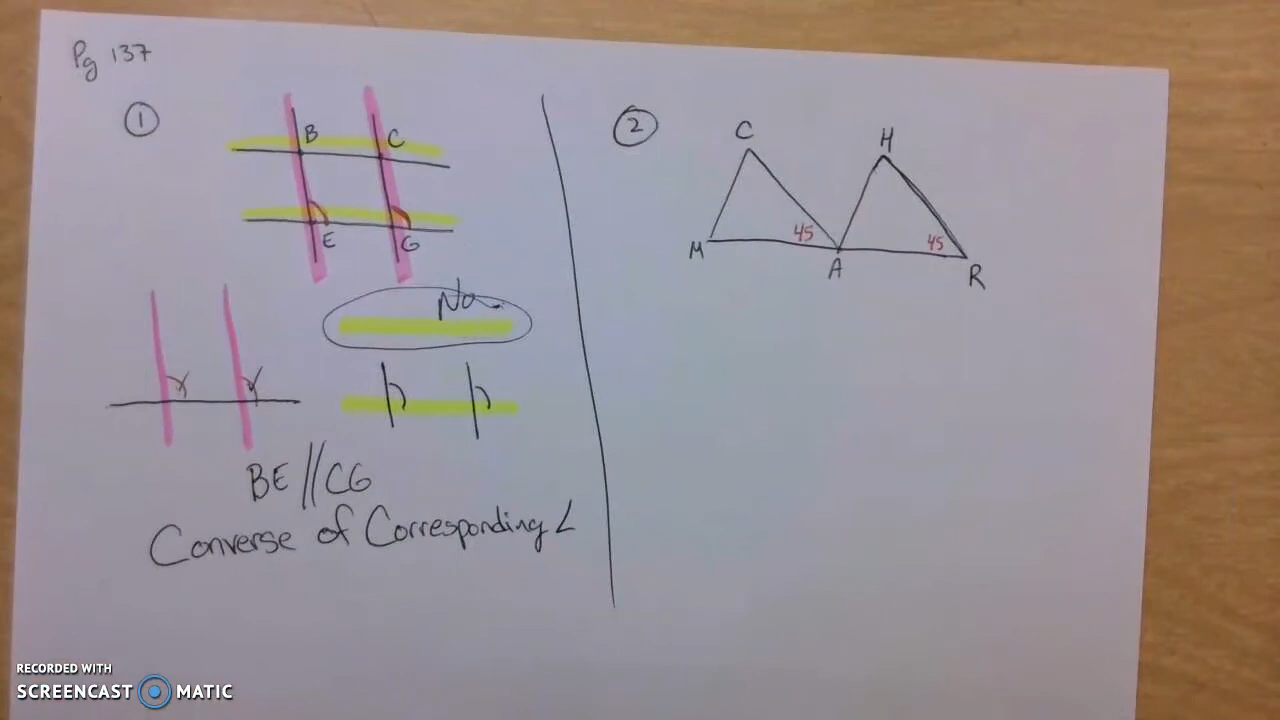 Pg 137
1
B
C
E
G
No
BE // CG
Converse of Corresponding ∠
2
C
H
45
45
M
A
R
RECORDED WITH
SCREENCAST MATIC